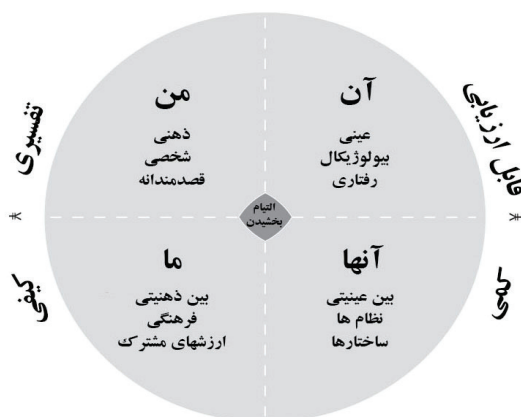 تفسیری
قابل ارزیابی
من
ذهنی
شخصی
قصدمندانه
آن
عینی
بیولوژیکال
رفتاری
التیام
بخشیدن
ما
بین ذهنیتی
فرهنگی
ارزشهای مشترک
آنها
بین عینیتی
نظام ها
ساختارها
کیفی